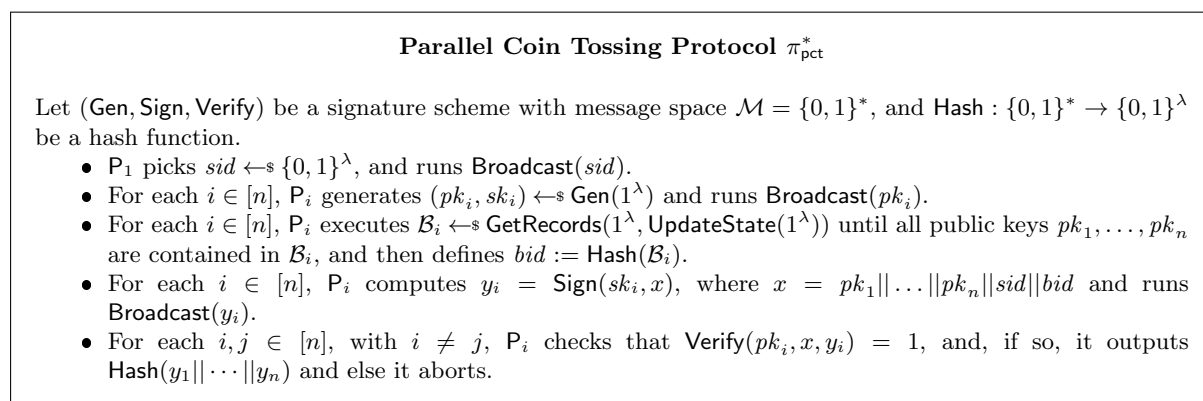 Parallel Coin Tossing Protocol π*pct
Let (Gen, Sign, Verify) be a signature scheme with message space ℳ = {0, 1}*, and Hash : {0, 1}* → {0, 1}^λ
be a hash function.
• P₁ picks sid ←$ {0, 1}^λ, and runs Broadcast(sid).
• For each i ∈ [n], Pᵢ generates (pkᵢ, skᵢ) ←$ Gen(1^λ) and runs Broadcast(pkᵢ).
• For each i ∈ [n], Pᵢ executes ℬᵢ ←$ GetRecords(1^λ, UpdateState(1^λ)) until all public keys pk₁, . . . , pkₙ
are contained in ℬᵢ, and then defines bid := Hash(ℬᵢ).
• For each i ∈ [n], Pᵢ computes yᵢ = Sign(skᵢ, x), where x = pk₁|| . . . ||pkₙ||sid||bid and runs
Broadcast(yᵢ).
• For each i, j ∈ [n], with i ≠ j, Pᵢ checks that Verify(pkᵢ, x, yᵢ) = 1, and, if so, it outputs
Hash(y₁|| · · · ||yₙ) and else it aborts.